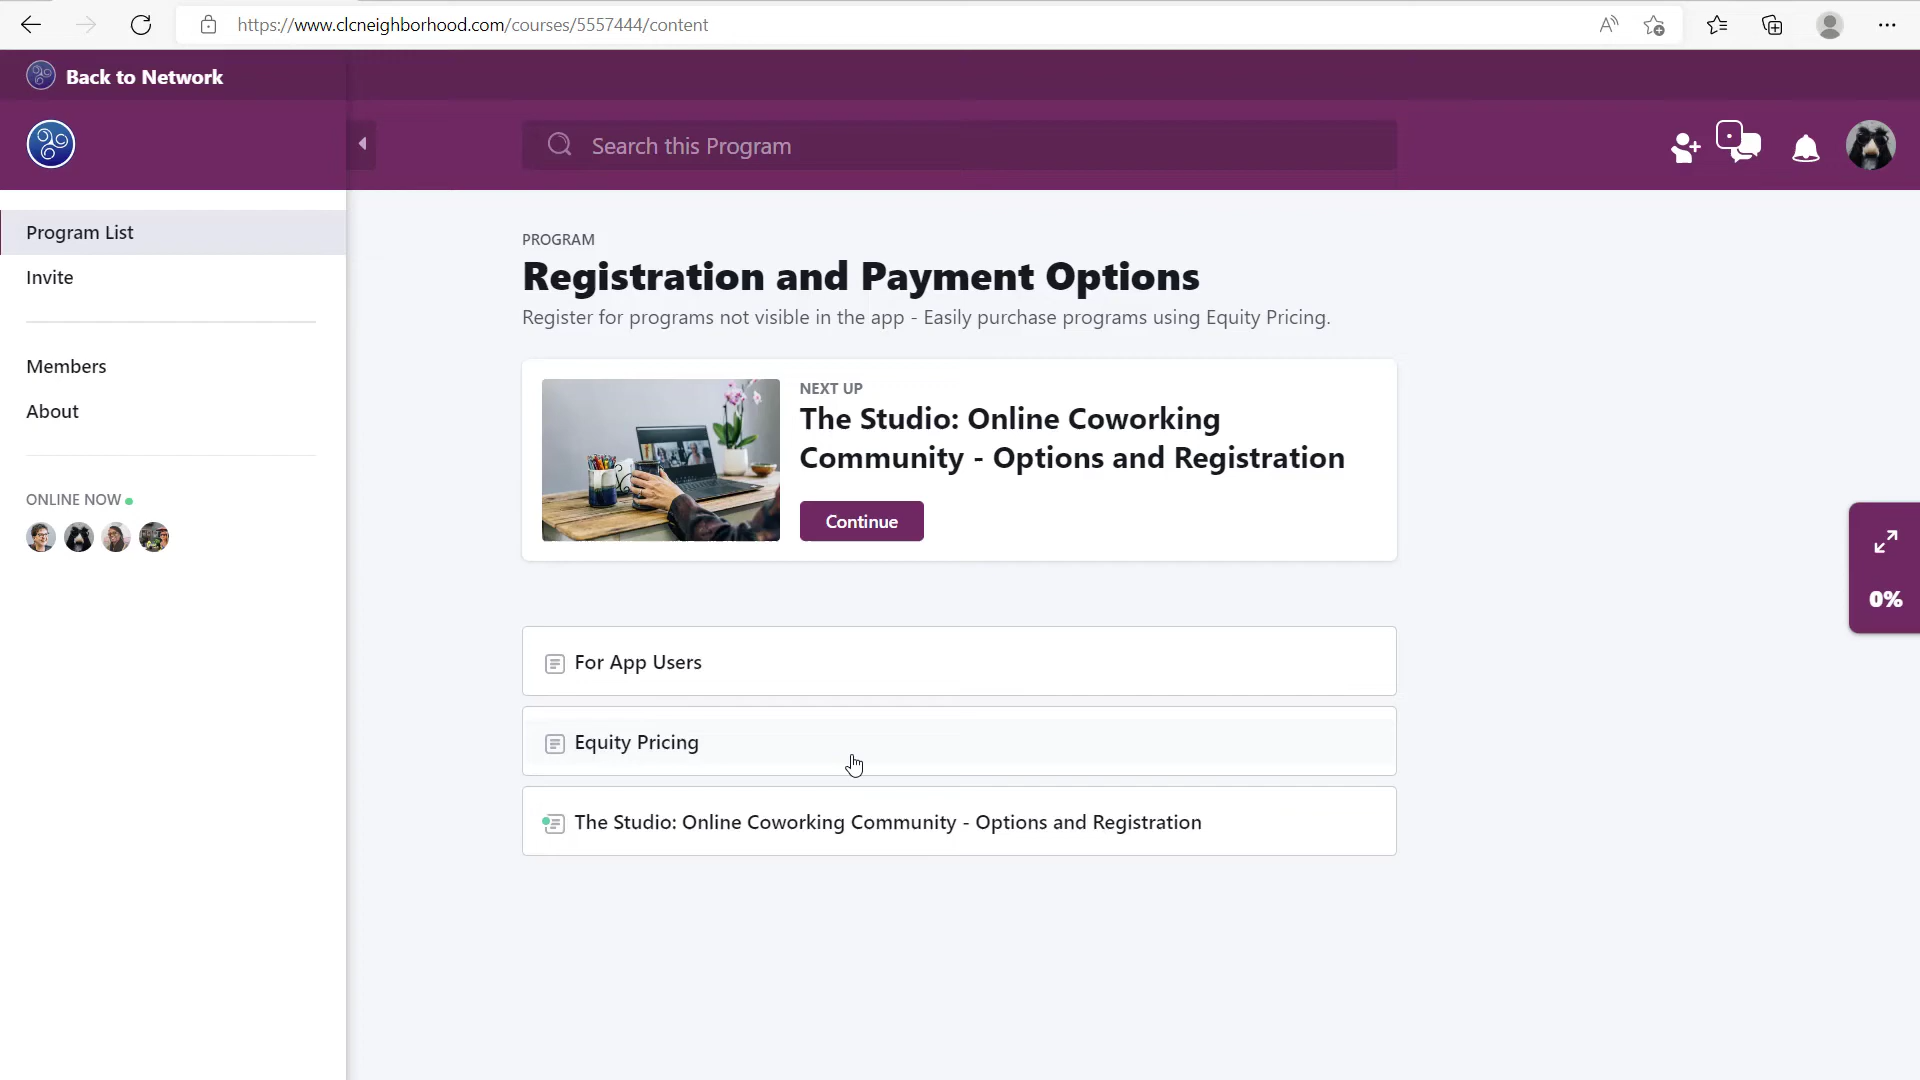 https://www.clcneighborhood.com/courses/5557444/content
Back to Network
Search this Program
Program List
Invite
Members
About
ONLINE NOW
PROGRAM
Registration and Payment Options
Register for programs not visible in the app - Easily purchase programs using Equity Pricing.
NEXT UP
The Studio: Online Coworking
Community - Options and Registration
Continue
For App Users
Equity Pricing
The Studio: Online Coworking Community - Options and Registration
0%